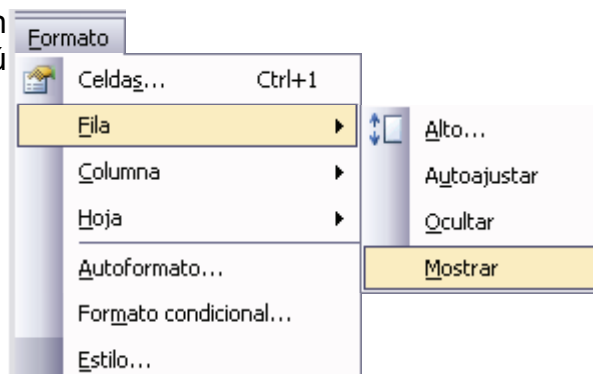 n
ú
Formato
Celdas... Ctrl+1
Fila
Columna
Hoja
Autoformato...
Formato condicional...
Estilo...
Alto...
Autoajustar
Ocultar
Mostrar